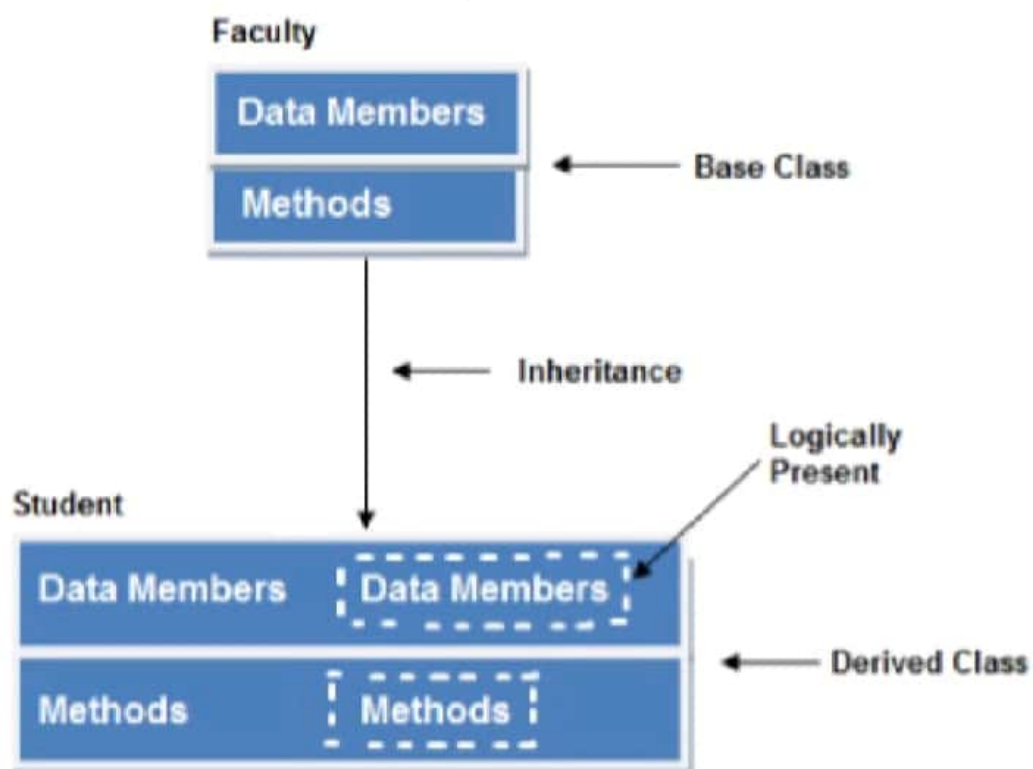 Faculty
Data Members
Base Class
Methods
Inheritance
Logically
Present
Student
Data Members Data Members
Derived Class
Methods Methods